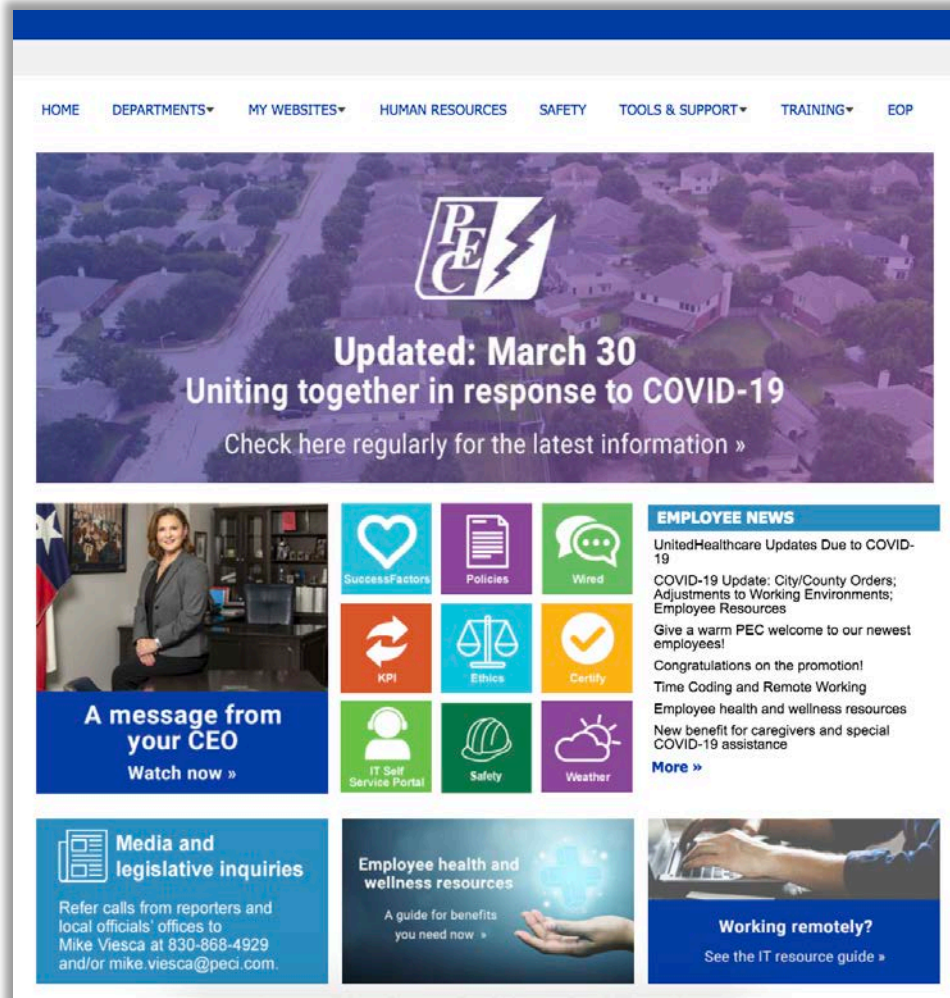 HOME DEPARTMENTS MY WEBSITES HUMAN RESOURCES SAFETY TOOLS & SUPPORT TRAINING EOP
PEC
Updated: March 30
Uniting together in response to COVID-19
Check here regularly for the latest information »
A message from
your CEO
Watch now »
SuccessFactors
Policies
Wired
KPI
Ethics
Certify
IT Self
Service Portal
Safety
Weather
EMPLOYEE NEWS
UnitedHealthcare Updates Due to COVID-
19
COVID-19 Update: City/County Orders;
Adjustments to Working Environments;
Employee Resources
Give a warm PEC welcome to our newest
employees!
Congratulations on the promotion!
Time Coding and Remote Working
Employee health and wellness resources
New benefit for caregivers and special
COVID-19 assistance
More »
Media and
legislative inquiries
Refer calls from reporters and
local officials' offices to
Mike Viesca at 830-868-4929
and/or mike.viesca@peci.com.
Employee health and
wellness resources
A guide for benefits
you need now »
Working remotely?
See the IT resource guide »